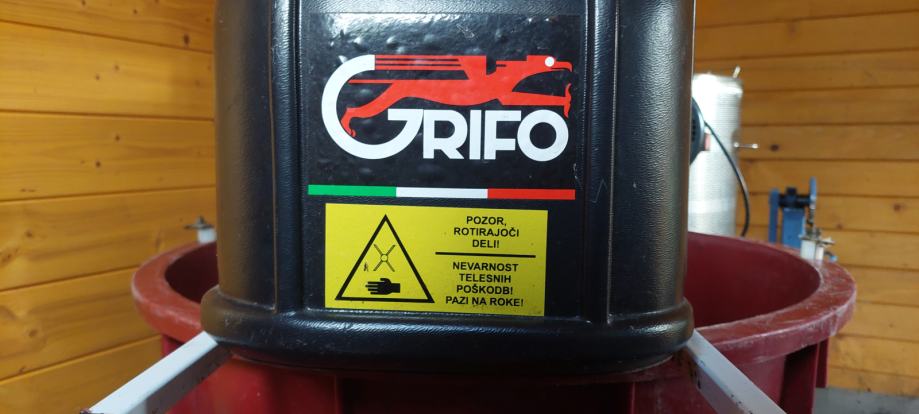 GRIFO
POZOR,
ROTIRAJOČI
DELI!
NEVARNOST
TELESNIH
POŠKODB!
PAZI NA ROKE!